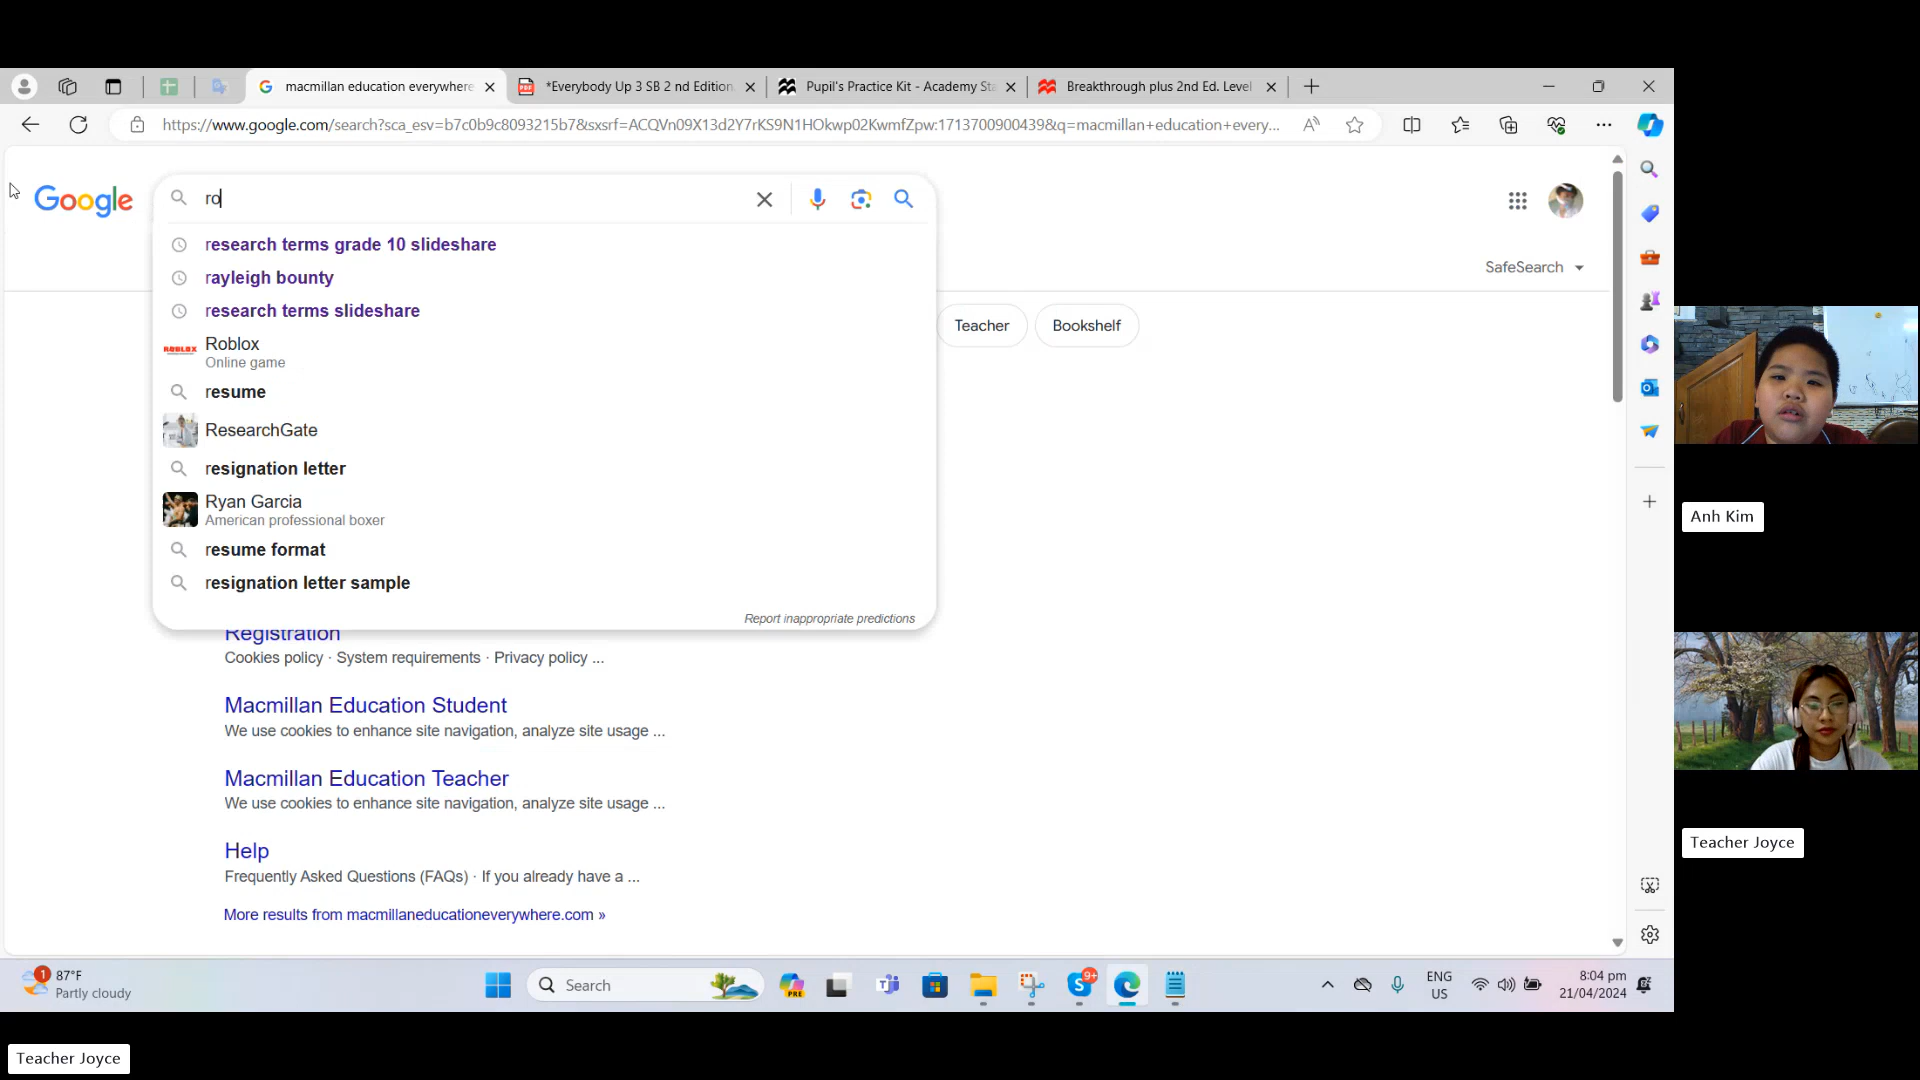 macmillan education everywhere
*Everybody Up 3 SB 2 nd Edition
Pupil's Practice Kit - Academy Sta
Breakthrough plus 2nd Ed. Level
https://www.google.com/search?sca_esv=b7c0b9c8093215b7&sxsrf=ACQVn09X13d2Y7rKS9N1HOkwp02KwmfZpw:1713700900439&q=macmillan+education+every...
Google
ro
SafeSearch
research terms grade 10 slideshare
rayleigh bounty
research terms slideshare
ROBLOX
Roblox
Online game
resume
ResearchGate
resignation letter
Ryan Garcia
American professional boxer
resume format
resignation letter sample
Report inappropriate predictions
Teacher
Bookshelf
Registration
Cookies policy · System requirements · Privacy policy ...
Macmillan Education Student
We use cookies to enhance site navigation, analyze site usage ...
Macmillan Education Teacher
We use cookies to enhance site navigation, analyze site usage ...
Help
Frequently Asked Questions (FAQs) · If you already have a ...
More results from macmillaneducationeverywhere.com »
Anh Kim
Teacher Joyce
1
87°F
Partly cloudy
Search
PRE
9+
ENG
US
8:04 pm
21/04/2024
Teacher Joyce